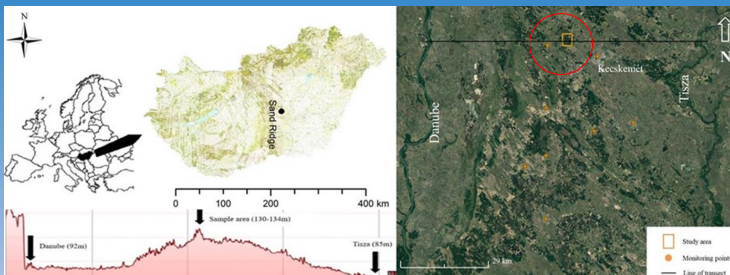 N
Sand Ridge
0 100 200 400 km
Sample area (130-134m)
Danube (92m)
Tisza (85m)
N
Kecskemét
Danube
Tisza
29 km
Study area
Monitoring point
Line of transect